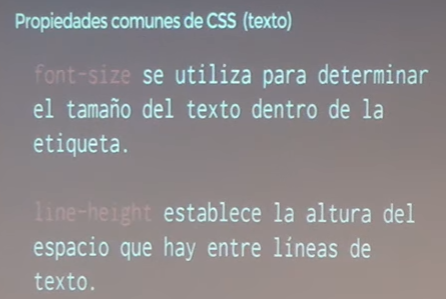 Propiedades comunes de CSS (texto)
font-size se utiliza para determinar
el tamaño del texto dentro de la
etiqueta.
line-height establece la altura del
espacio que hay entre líneas de
texto.